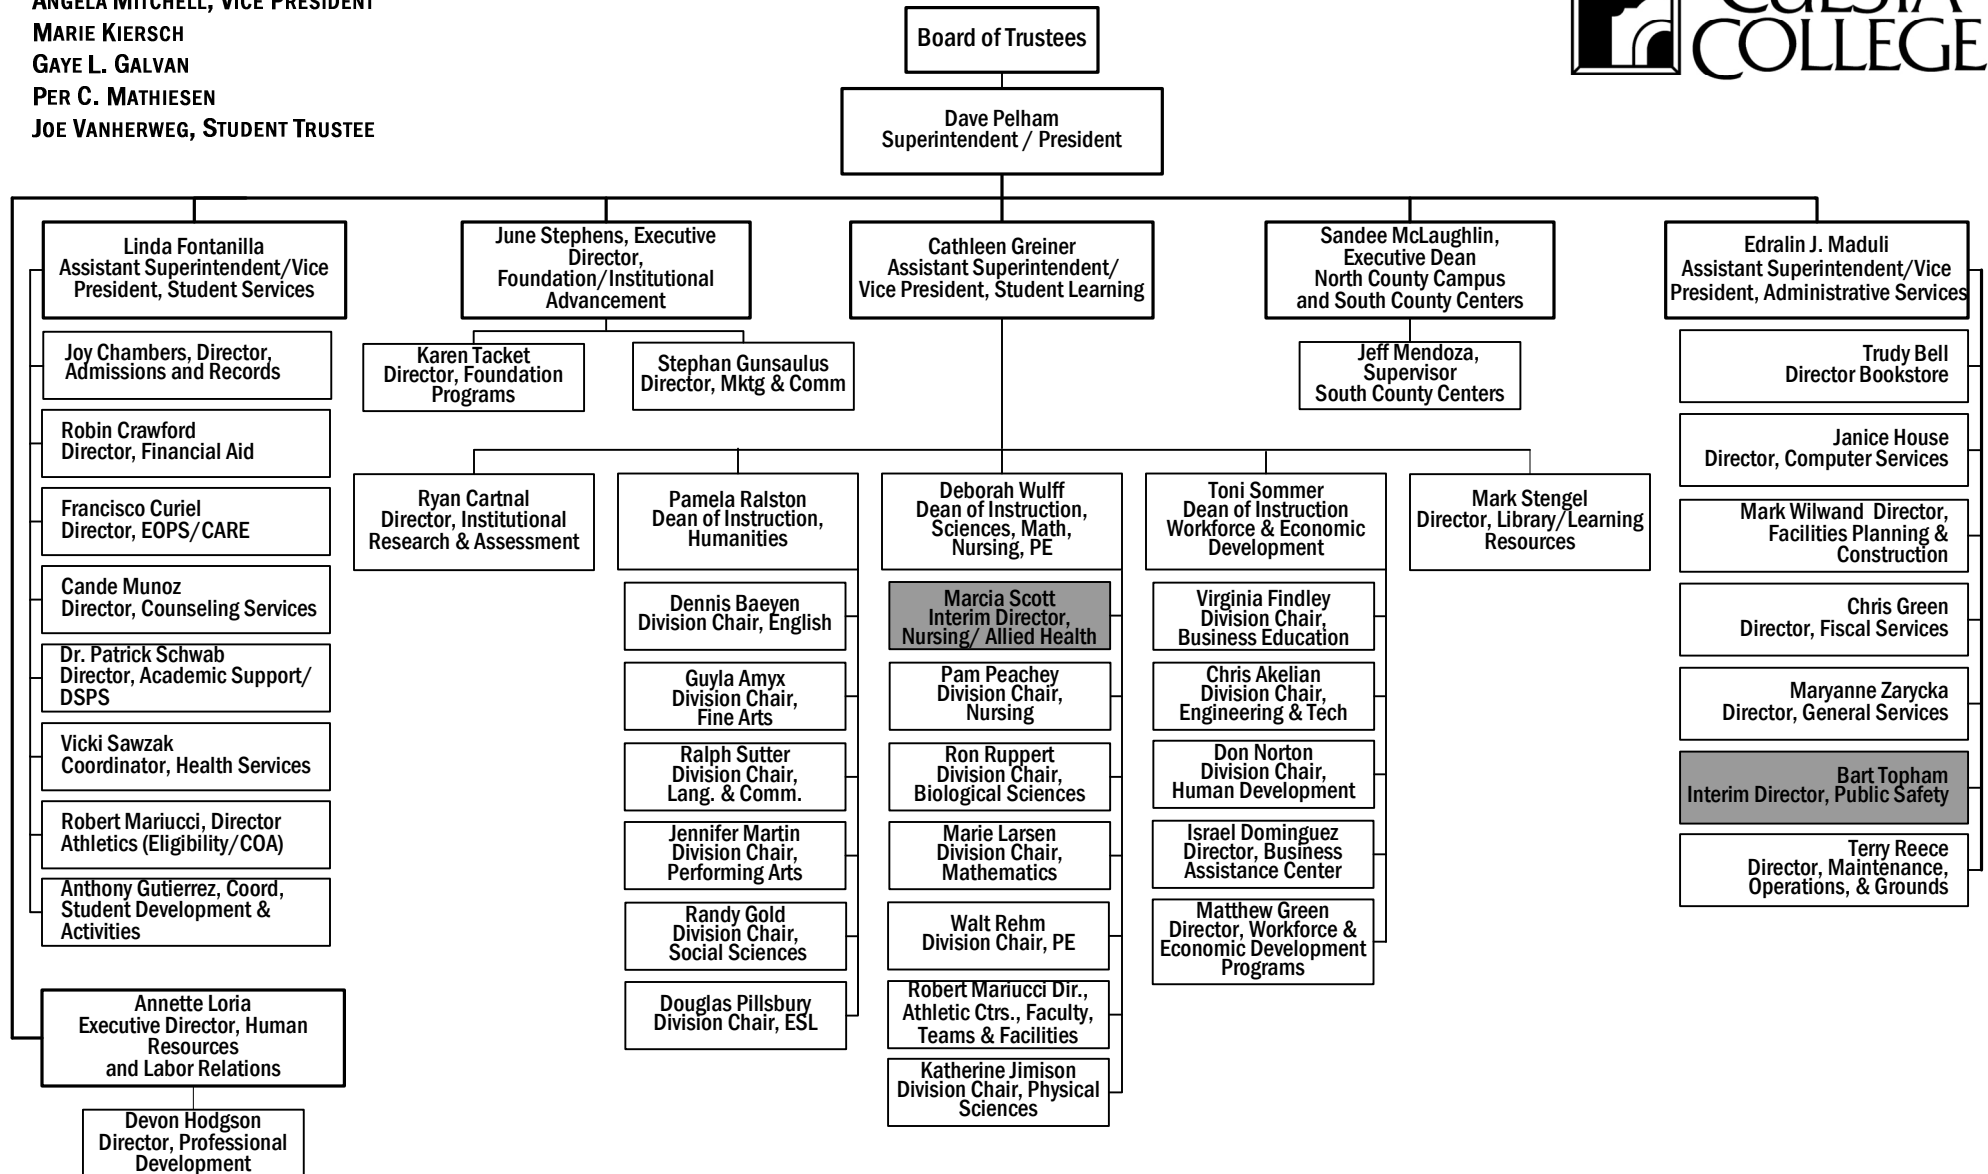 ANGELA MITCHELL, VICE PRESIDENT
MARIE KIERSCH
GAYE L. GALVAN
PER C. MATHIESEN
JOE VANHERWEG, STUDENT TRUSTEE
CUESTA
COLLEGE
Board of Trustees
Dave Pelham
Superintendent / President
Linda Fontanilla
Assistant Superintendent/Vice
President, Student Services
June Stephens, Executive
Director,
Foundation/Institutional
Advancement
Cathleen Greiner
Assistant Superintendent/
Vice President, Student Learning
Sandee McLaughlin,
Executive Dean
North County Campus
and South County Centers
Edralin J. Maduli
Assistant Superintendent/Vice
President, Administrative Services
Joy Chambers, Director,
Admissions and Records
Robin Crawford
Director, Financial Aid
Francisco Curiel
Director, EOPS/CARE
Cande Munoz
Director, Counseling Services
Dr. Patrick Schwab
Director, Academic Support/
DSPS
Vicki Sawzak
Coordinator, Health Services
Robert Mariucci, Director
Athletics (Eligibility/COA)
Anthony Gutierrez, Coord,
Student Development &
Activities
Annette Loria
Executive Director, Human
Resources
and Labor Relations
Devon Hodgson
Director, Professional
Development
Karen Tacket
Director, Foundation
Programs
Stephan Gunsaulus
Director, Mktg & Comm
Jeff Mendoza,
Supervisor
South County Centers
Ryan Cartnal
Director, Institutional
Research & Assessment
Pamela Ralston
Dean of Instruction,
Humanities
Dennis Baeyen
Division Chair, English
Guyla Amyx
Division Chair,
Fine Arts
Ralph Sutter
Division Chair,
Lang. & Comm.
Jennifer Martin
Division Chair,
Performing Arts
Randy Gold
Division Chair,
Social Sciences
Douglas Pillsbury
Division Chair, ESL
Deborah Wulff
Dean of Instruction,
Sciences, Math,
Nursing, PE
Marcia Scott
Interim Director,
Nursing/ Allied Health
Pam Peachey
Division Chair,
Nursing
Ron Ruppert
Division Chair,
Biological Sciences
Marie Larsen
Division Chair,
Mathematics
Walt Rehm
Division Chair, PE
Robert Mariucci Dir.,
Athletic Ctrs., Faculty,
Teams & Facilities
Katherine Jimison
Division Chair, Physical
Sciences
Toni Sommer
Dean of Instruction
Workforce & Economic
Development
Virginia Findley
Division Chair,
Business Education
Chris Akelian
Division Chair,
Engineering & Tech
Don Norton
Division Chair,
Human Development
Israel Dominguez
Director, Business
Assistance Center
Matthew Green
Director, Workforce &
Economic Development
Programs
Mark Stengel
Director, Library/Learning
Resources
Trudy Bell
Director Bookstore
Janice House
Director, Computer Services
Mark Wilwand Director,
Facilities Planning &
Construction
Chris Green
Director, Fiscal Services
Maryanne Zarycka
Director, General Services
Bart Topham
Interim Director, Public Safety
Terry Reece
Director, Maintenance,
Operations, & Grounds